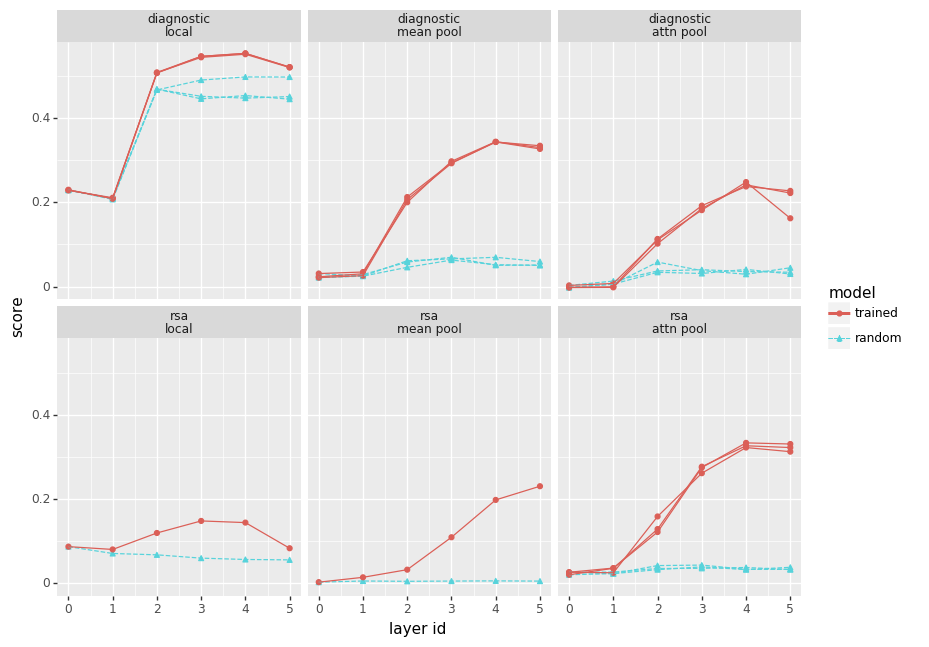 diagnostic
local
diagnostic
mean pool
diagnostic
attn pool
0.4
0.2
0
rsa
local
rsa
mean pool
rsa
attn pool
0.4
0.2
0
0 1 2 3 4 5
0 1 2 3 4 5
0 1 2 3 4 5
layer id
score
model
trained
random